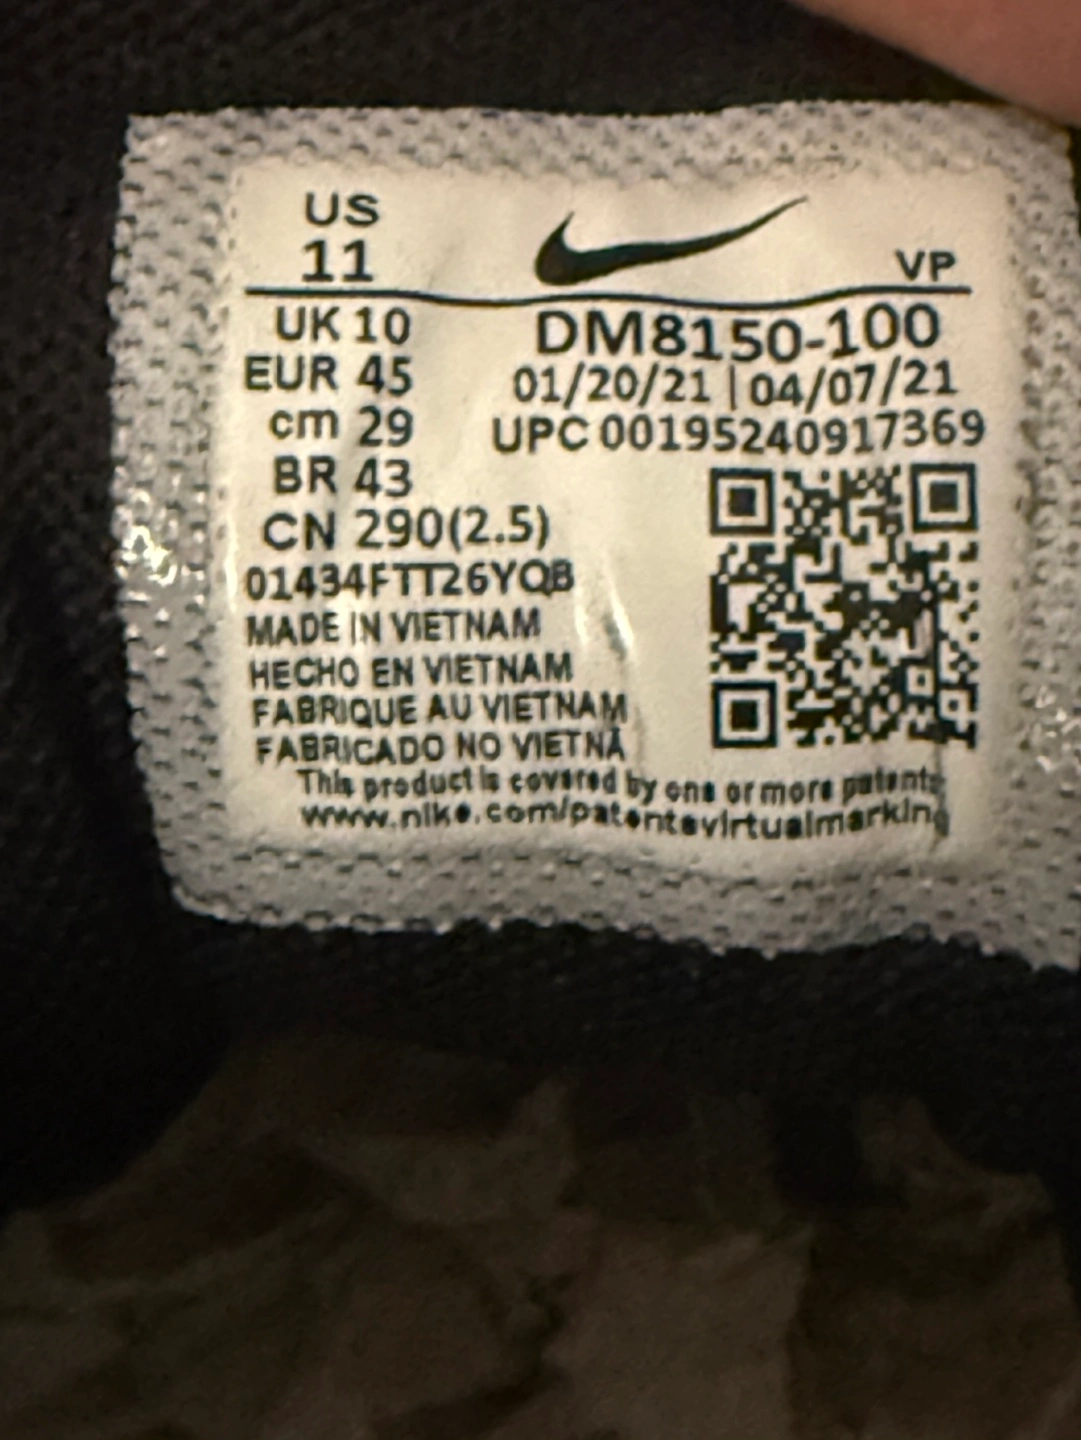 US
11
VP
UK 10
DM8150-100
EUR 45
01/20/21 | 04/07/21
cm 29
UPC 00195240917369
BR 43
CN 290(2.5)
01434FTT26YQB
MADE IN VIETNAM
HECHO EN VIETNAM
FABRIQUE AU VIETNAM
FABRICADO NO VIETNÃ
This product is covered by one or more patents
www.nike.com/patentsvirtualmarking